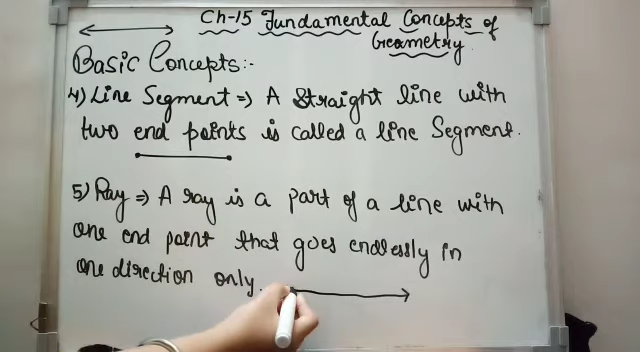 Ch-15 Fundamental Concepts of
Geometry.
Basic Concepts:-
4) Line Segment => A Straight line with
two end points is called a line Segment.
5) Ray => A ray is a part of a line with
one end point that goes endlessly in
one direction only.